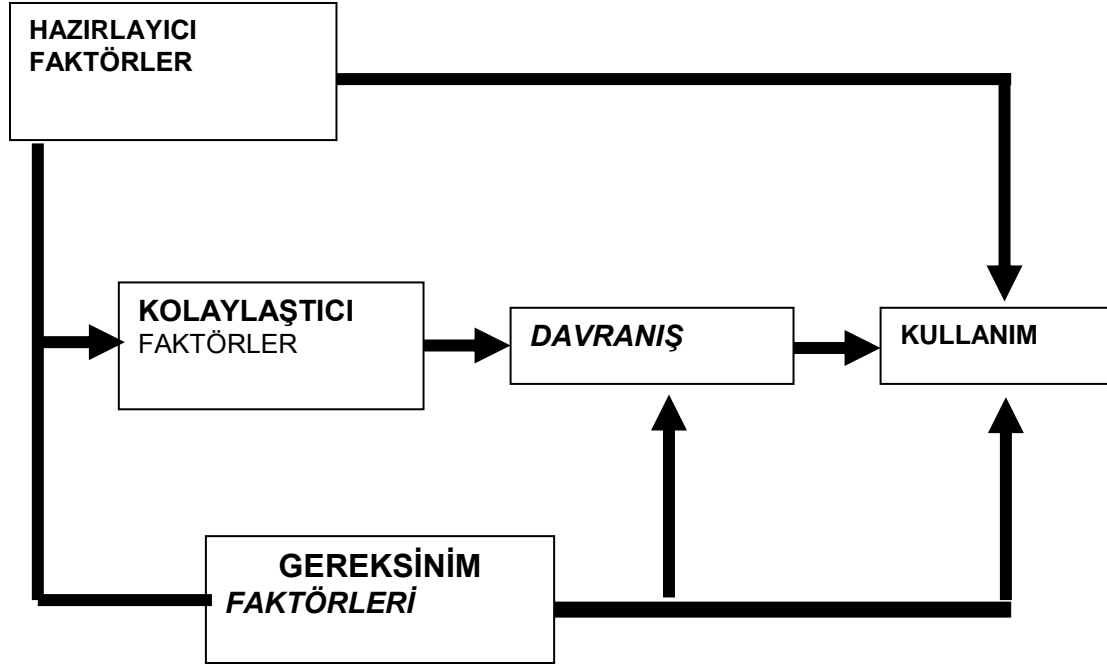 HAZIRLAYICI
FAKTÖRLER
KOLAYLAŞTICI
FAKTÖRLER
DAVRANIŞ
KULLANIM
GEREKSİNİM
FAKTÖRLERİ